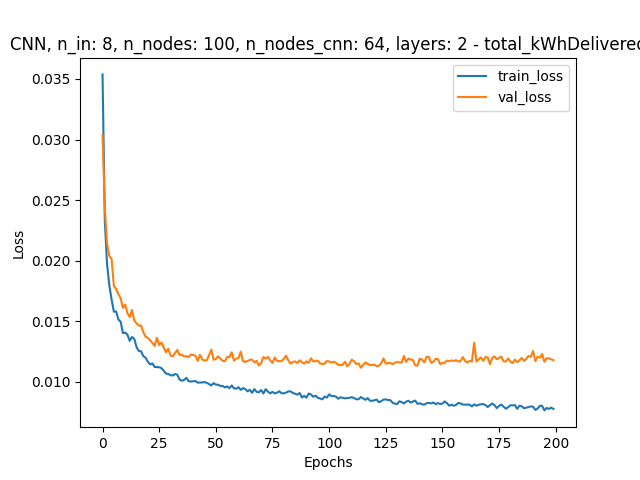 CNN, n_in: 8, n_nodes: 100, n_nodes_cnn: 64, layers: 2 - total_kWhDelivered
train_loss
val_loss
0.035
0.030
0.025
0.020
0.015
0.010
Loss
0 25 50 75 100 125 150 175 200
Epochs